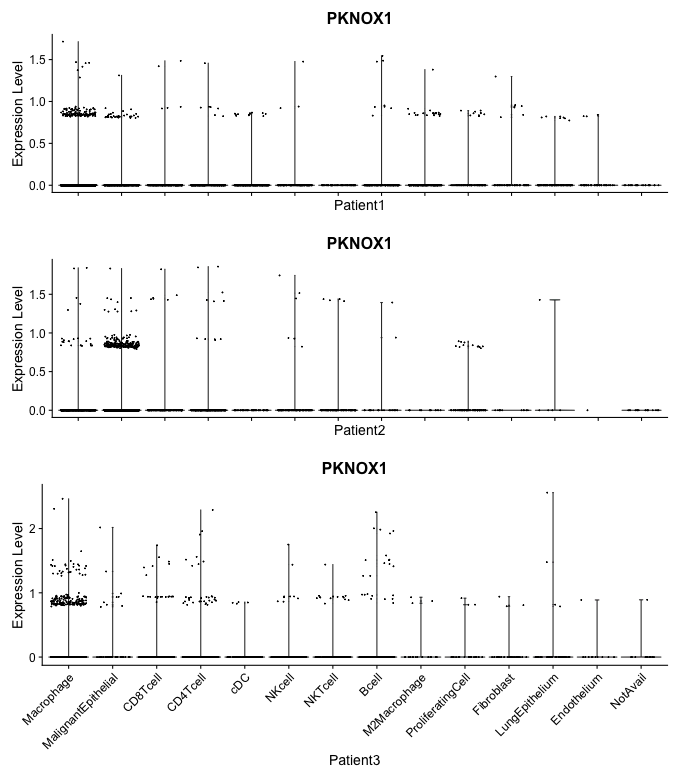 PKNOX1
Expression Level
1.5
1.0
0.5
0.0
Patient1
PKNOX1
Expression Level
1.5
1.0
0.5
0.0
Patient2
PKNOX1
Expression Level
2
1
0
Macrophage
MalignantEpithelial
CD8Tcell
CD4Tcell
cDC
NKcell
NKTcell
Bcell
M2Macrophage
ProliferatingCell
Fibroblast
LungEpithelium
Endothelium
NotAvail
Patient3